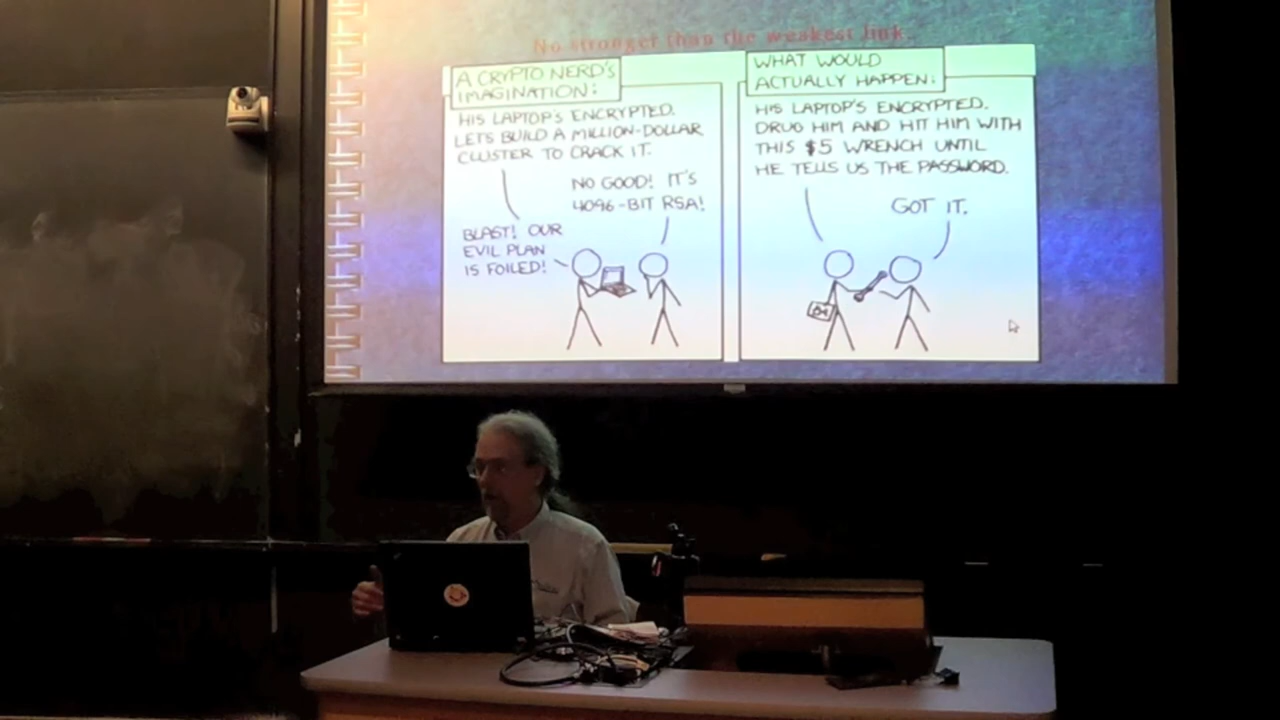 No stronger than the weakest link.
A CRYPTO NERD'S
IMAGINATION:
HIS LAPTOP'S ENCRYPTED.
LET'S BUILD A MILLION-DOLLAR
CLUSTER TO CRACK IT.
NO GOOD! IT'S
4096-BIT RSA!
BLAST! OUR
EVIL PLAN
IS FOILED!
WHAT WOULD
ACTUALLY HAPPEN:
HIS LAPTOP'S ENCRYPTED.
DRUG HIM AND HIT HIM WITH
THIS $5 WRENCH UNTIL
HE TELLS US THE PASSWORD.
GOT IT.